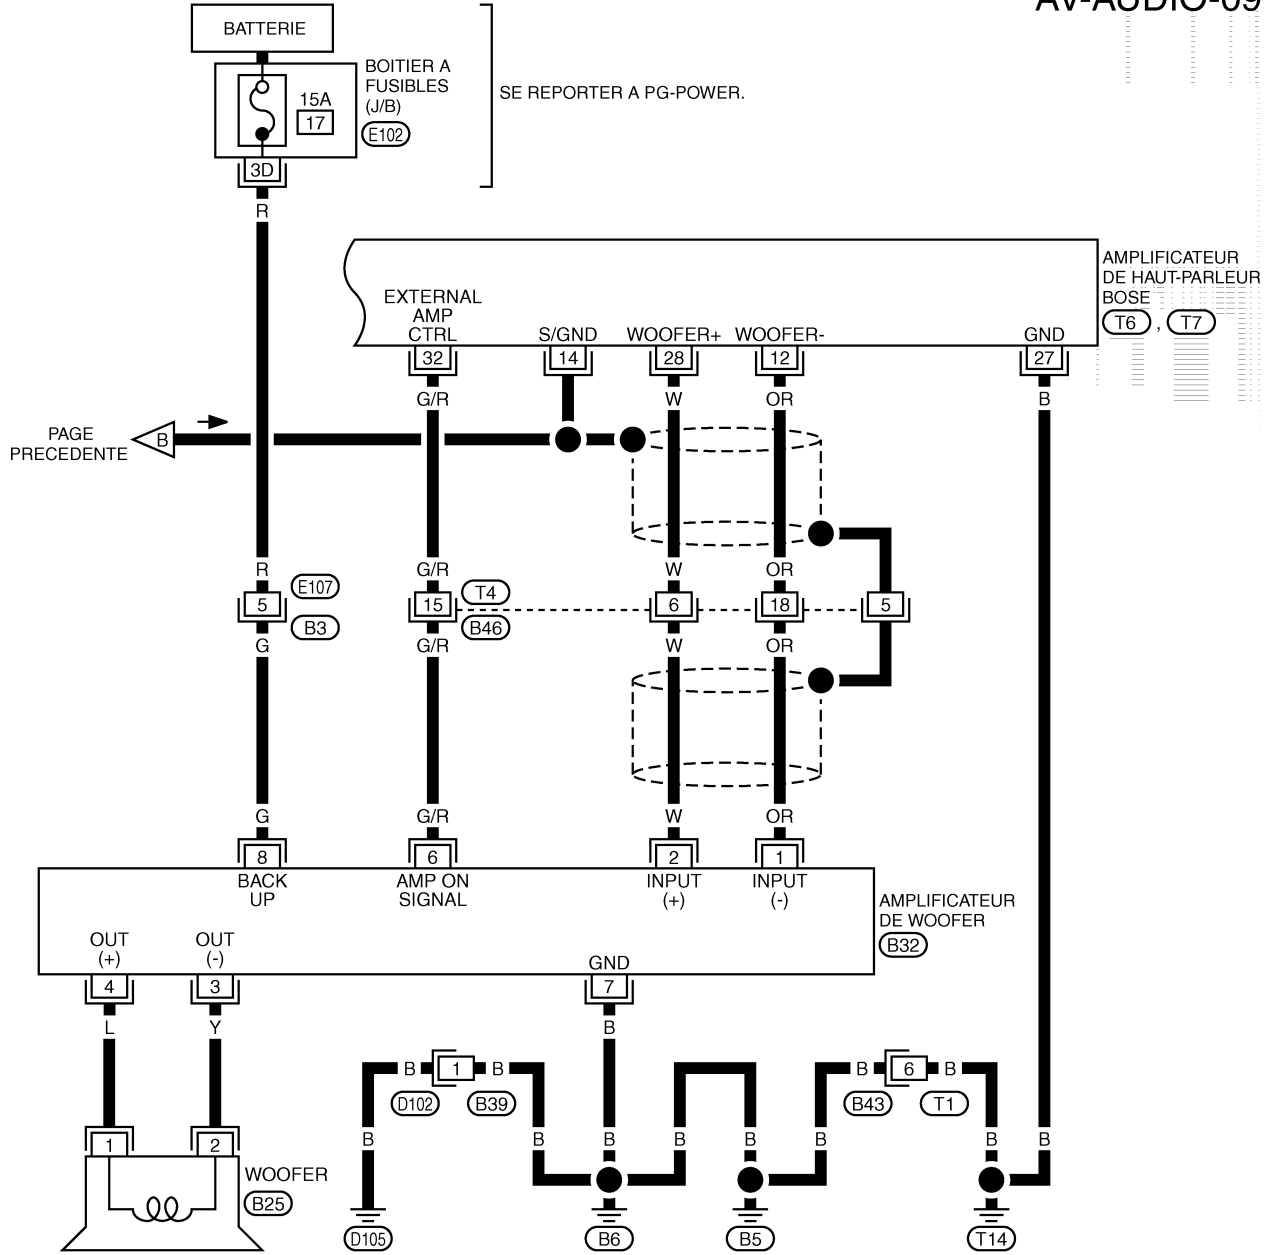 AV-AUDIO-09
BATTERIE
BOITIER A
FUSIBLES
(J/B)
E102
15A
17
SE REPORTER A PG-POWER.
3D
R
AMPLIFICATEUR
DE HAUT-PARLEUR
BOSE
T6 , T7
EXTERNAL
AMP
CTRL
S/GND
WOOFER+
WOOFER-
GND
32
14
28
12
27
G/R
W
OR
B
PAGE
PRECEDENTE
B
R
G/R
W
OR
E107
T4
5
15
6
18
5
B3
B46
G
G/R
W
OR
G
G/R
W
OR
8
6
2
1
BACK
UP
AMP ON
SIGNAL
INPUT
(+)
INPUT
(-)
AMPLIFICATEUR
DE WOOFER
B32
OUT
(+)
OUT
(-)
GND
4
3
7
L
Y
B
B
1
B
B
6
B
D102
B39
B43
T1
1
2
B
B
B
B
B
B
B
B
WOOFER
B25
D105
B6
B5
T14